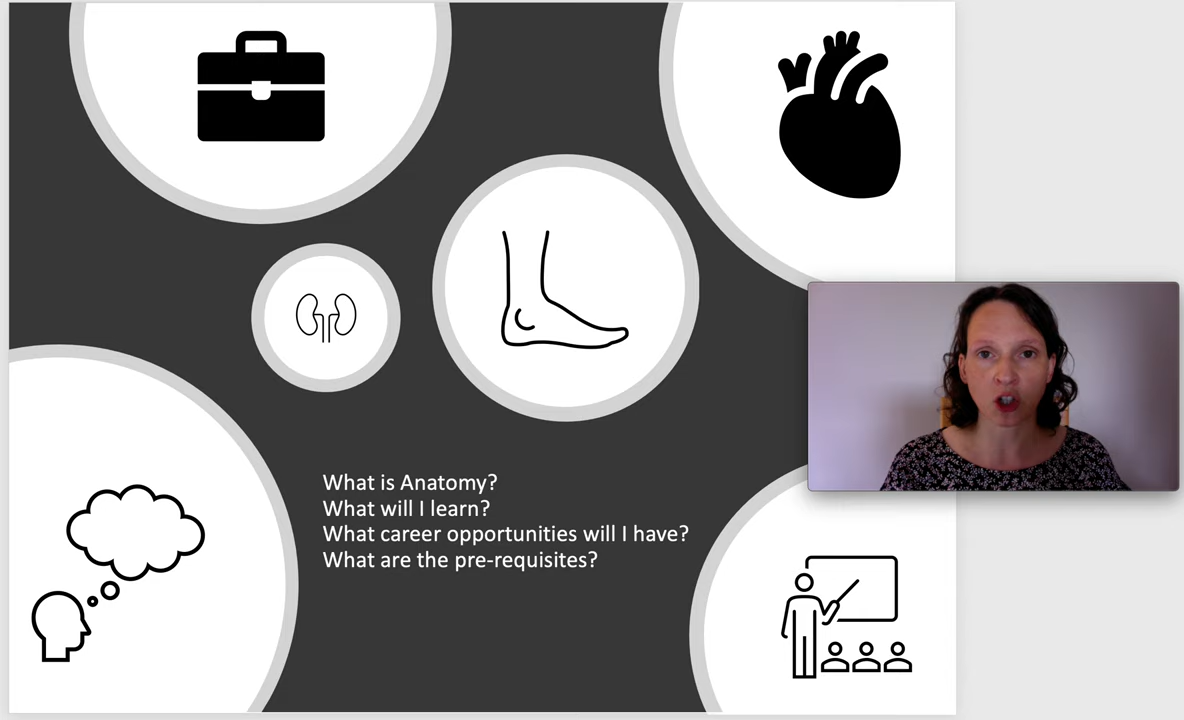 What is Anatomy?
What will I learn?
What career opportunities will I have?
What are the pre-requisites?